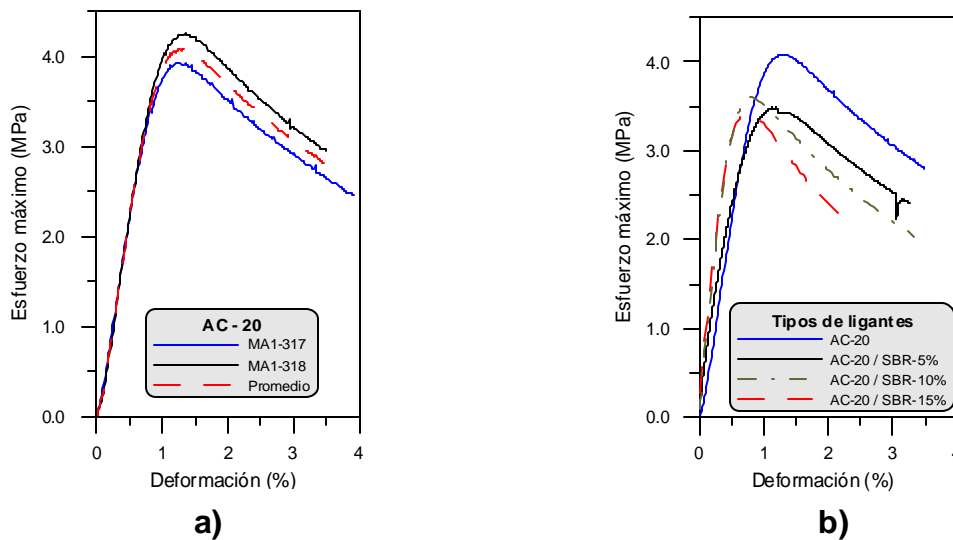 Esfuerzo máximo (MPa)
4.0
3.0
2.0
1.0
0.0
AC - 20
MA1-317
MA1-318
Promedio
0 1 2 3 4
Deformación (%)
a)
Esfuerzo máximo (MPa)
4.0
3.0
2.0
1.0
0.0
Tipos de ligantes
AC-20
AC-20 / SBR-5%
AC-20 / SBR-10%
AC-20 / SBR-15%
0 1 2 3 4
Deformación (%)
b)